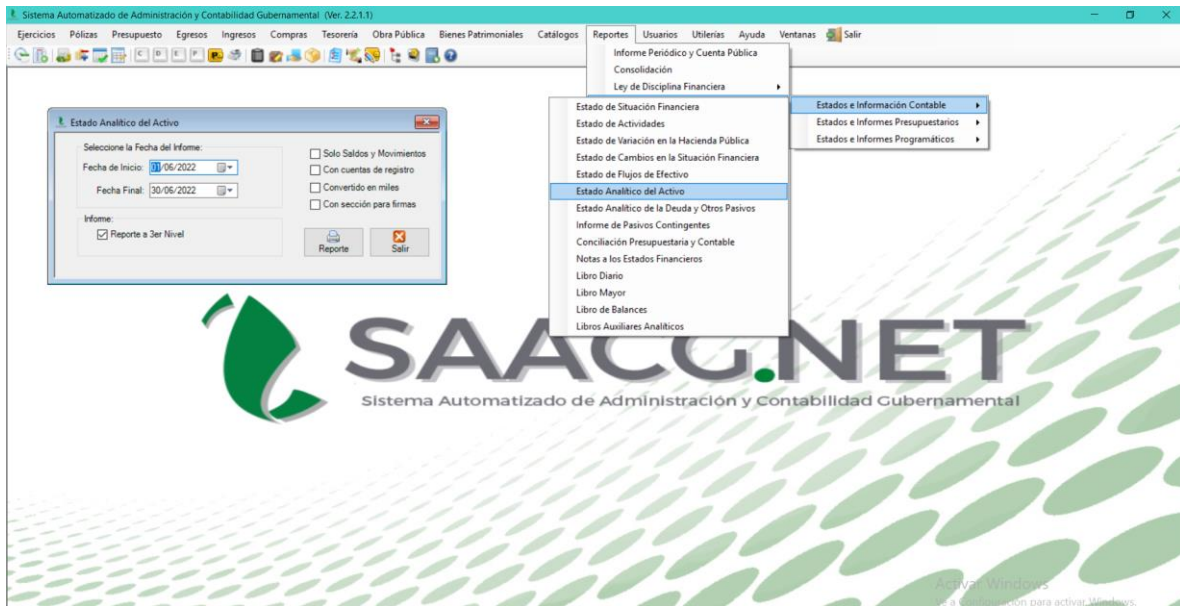 Sistema Automatizado de Administración y Contabilidad Gubernamental (Ver. 2.2.1.1)
Ejercicios Pólizas Presupuesto Egresos Ingresos Compras Tesorería Obra Pública Bienes Patrimoniales Catálogos Reportes Usuarios Utilerías Ayuda Ventanas Salir
C D E P P
Informe Periódico y Cuenta Pública
Consolidación
Ley de Disciplina Financiera
Estados e Información Contable
Estados e Informes Presupuestarios
Estados e Informes Programáticos
Estado de Situación Financiera
Estado de Actividades
Estado de Variación en la Hacienda Pública
Estado de Cambios en la Situación Financiera
Estado de Flujos de Efectivo
Estado Analítico del Activo
Estado Analítico de la Deuda y Otros Pasivos
Informe de Pasivos Contingentes
Conciliación Presupuestaria y Contable
Notas a los Estados Financieros
Libro Diario
Libro Mayor
Libro de Balances
Libros Auxiliares Analíticos
Estado Analítico del Activo
Seleccione la Fecha del Informe:
Fecha de Inicio: 01/06/2022
Fecha Final: 30/06/2022
Solo Saldos y Movimientos
Con cuentas de registro
Convertido en miles
Con sección para firmas
Informe:
Reporte a 3er Nivel
Reporte
Salir
SAACG.NET
Sistema Automatizado de Administración y Contabilidad Gubernamental
Activar Windows
Ve a Configuración para activar Windows.